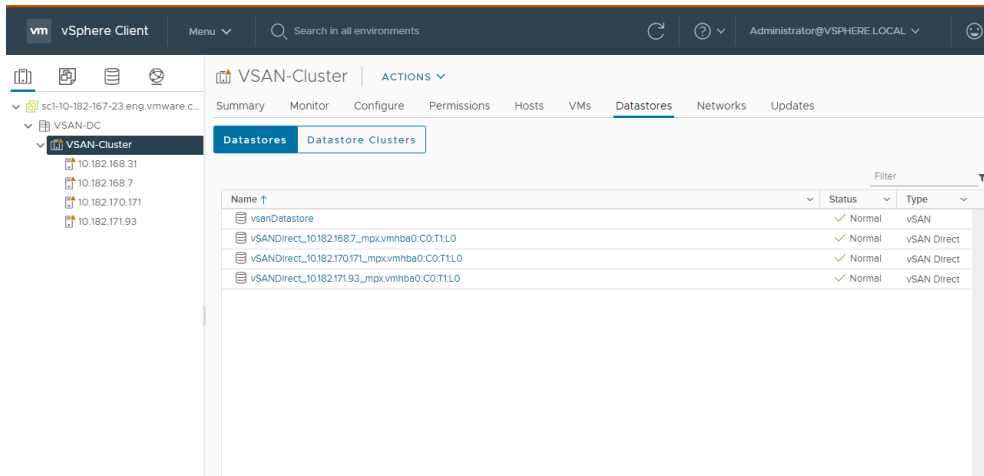 vm vSphere Client Menu Search in all environments Administrator@VSPHERE.LOCAL
sc1-10-182-167-23.eng.vmware.c...
VSAN-DC
VSAN-Cluster
10.182.168.31
10.182.168.7
10.182.170.171
10.182.171.93
VSAN-Cluster ACTIONS
Summary Monitor Configure Permissions Hosts VMs Datastores Networks Updates
Datastores Datastore Clusters
Filter
Name Status Type
vsanDatastore Normal vSAN
vSANDirect_10.182.168.7_mpx.vmhba0:C0:T1:L0 Normal vSAN Direct
vSANDirect_10.182.170.171_mpx.vmhba0:C0:T1:L0 Normal vSAN Direct
vSANDirect_10.182.171.93_mpx.vmhba0:C0:T1:L0 Normal vSAN Direct